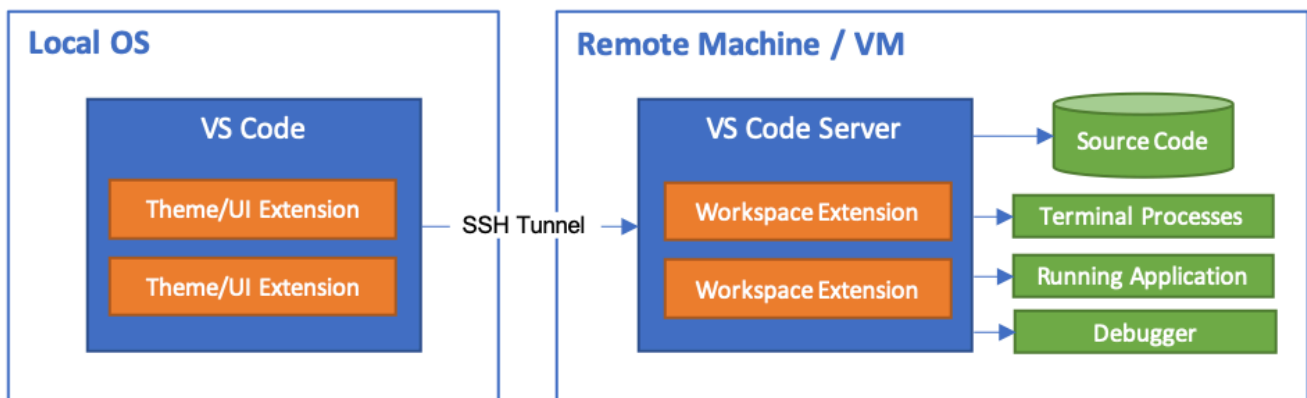 Local OS
VS Code
Theme/UI Extension
Theme/UI Extension
SSH Tunnel
Remote Machine / VM
VS Code Server
Workspace Extension
Workspace Extension
Source Code
Terminal Processes
Running Application
Debugger